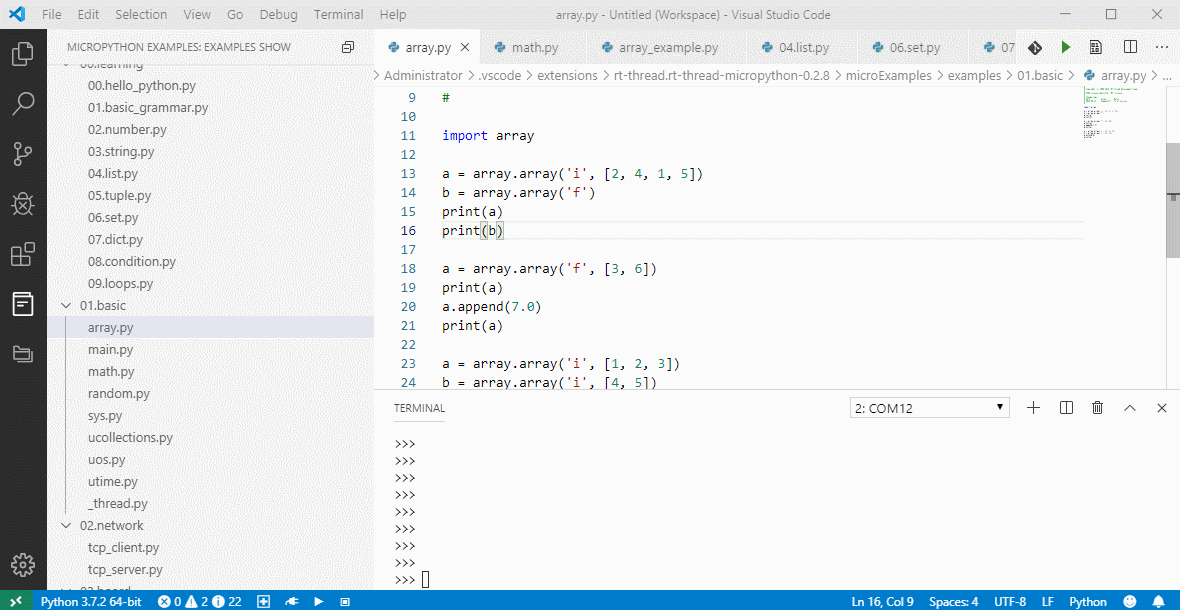 File Edit Selection View Go Debug Terminal Help array.py - Untitled (Workspace) - Visual Studio Code
MICROPYTHON EXAMPLES: EXAMPLES SHOW
array.py math.py array_example.py 04.list.py 06.set.py 07
Administrator > .vscode > extensions > rt-thread.rt-thread-micropython-0.2.8 > microExamples > examples > 01.basic > array.py > ...
00.learning
00.hello_python.py
01.basic_grammar.py
02.number.py
03.string.py
04.list.py
05.tuple.py
06.set.py
07.dict.py
08.condition.py
09.loops.py
01.basic
array.py
main.py
math.py
random.py
sys.py
ucollections.py
uos.py
utime.py
_thread.py
02.network
tcp_client.py
tcp_server.py
9 #
10
11 import array
12
13 a = array.array('i', [2, 4, 1, 5])
14 b = array.array('f')
15 print(a)
16 print(b)
17
18 a = array.array('f', [3, 6])
19 print(a)
20 a.append(7.0)
21 print(a)
22
23 a = array.array('i', [1, 2, 3])
24 b = array.array('i', [4, 5])
TERMINAL 2: COM12
>>>
>>>
>>>
>>>
>>>
>>>
>>>
>>>
>>>
Python 3.7.2 64-bit 0 2 22 Ln 16, Col 9 Spaces: 4 UTF-8 LF Python